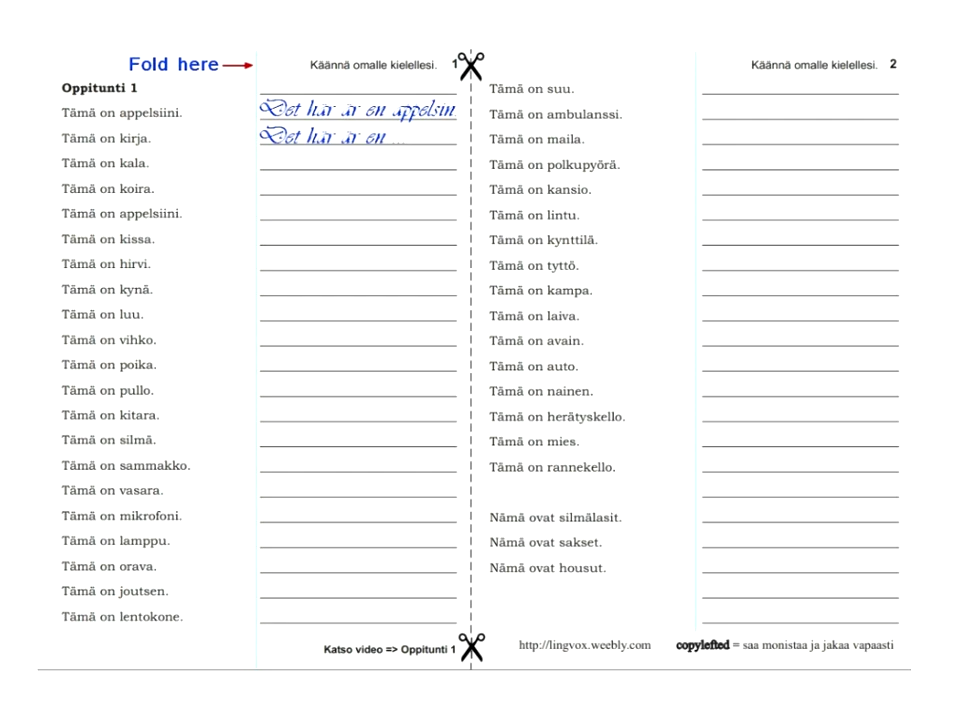 Fold here
Käännä omalle kielellesi. 1
Oppitunti 1
Tämä on appelsiini. Det här är en appelsin
Tämä on kirja. Det här är en ...
Tämä on kala.
Tämä on koira.
Tämä on appelsiini.
Tämä on kissa.
Tämä on hirvi.
Tämä on kynä.
Tämä on luu.
Tämä on vihko.
Tämä on poika.
Tämä on pullo.
Tämä on kitara.
Tämä on silmä.
Tämä on sammakko.
Tämä on vasara.
Tämä on mikrofoni.
Tämä on lamppu.
Tämä on orava.
Tämä on joutsen.
Tämä on lentokone.
Katso video => Oppitunti 1
Käännä omalle kielellesi. 2
Tämä on suu.
Tämä on ambulanssi.
Tämä on maila.
Tämä on polkupyörä.
Tämä on kansio.
Tämä on lintu.
Tämä on kynttilä.
Tämä on tyttö.
Tämä on kampa.
Tämä on laiva.
Tämä on avain.
Tämä on auto.
Tämä on nainen.
Tämä on herätyskello.
Tämä on mies.
Tämä on rannekello.
Nämä ovat silmälasit.
Nämä ovat sakset.
Nämä ovat housut.
http://lingvox.weebly.com copylefted = saa monistaa ja jakaa vapaasti